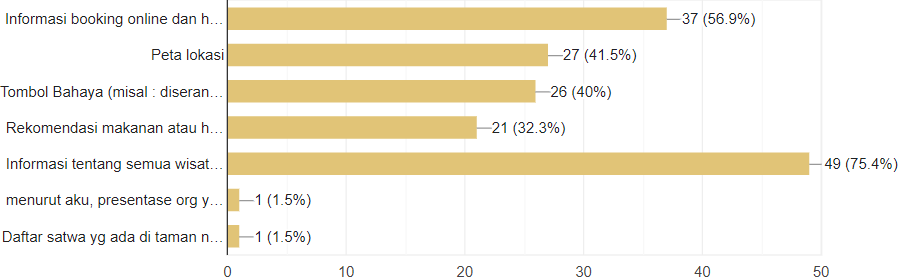 Informasi booking online dan h… 37 (56.9%)
Peta lokasi 27 (41.5%)
Tombol Bahaya (misal : diseran… 26 (40%)
Rekomendasi makanan atau h… 21 (32.3%)
Informasi tentang semua wisat… 49 (75.4%)
menurut aku, presentase org y… 1 (1.5%)
Daftar satwa yg ada di taman n… 1 (1.5%)
0 10 20 30 40 50